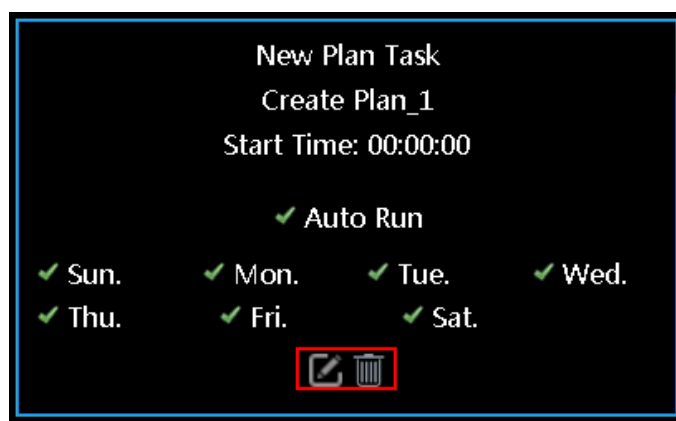 New Plan Task
Create Plan_1
Start Time: 00:00:00
Auto Run
Sun. Mon. Tue. Wed.
Thu. Fri. Sat.